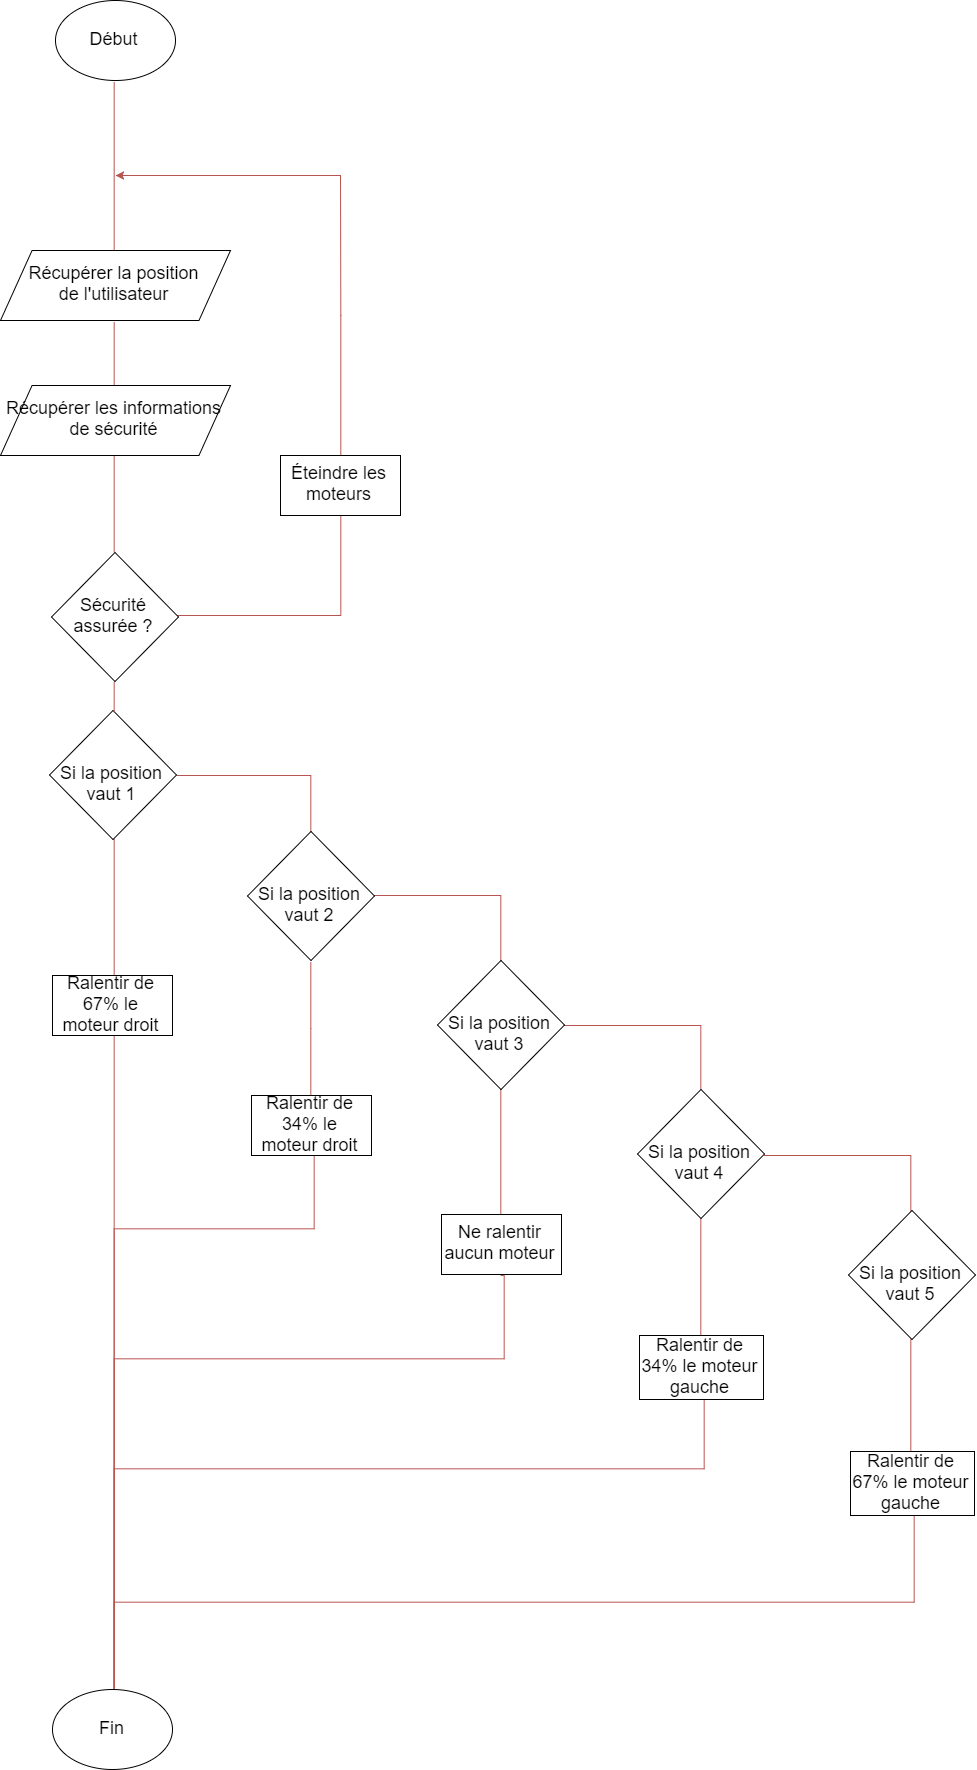 Début
Récupérer la position
de l'utilisateur
Récupérer les informations
de sécurité
Éteindre les
moteurs
Sécurité
assurée ?
Si la position
vaut 1
Si la position
vaut 2
Ralentir de
67% le
moteur droit
Si la position
vaut 3
Ralentir de
34% le
moteur droit
Si la position
vaut 4
Ne ralentir
aucun moteur
Si la position
vaut 5
Ralentir de
34% le moteur
gauche
Ralentir de
67% le moteur
gauche
Fin